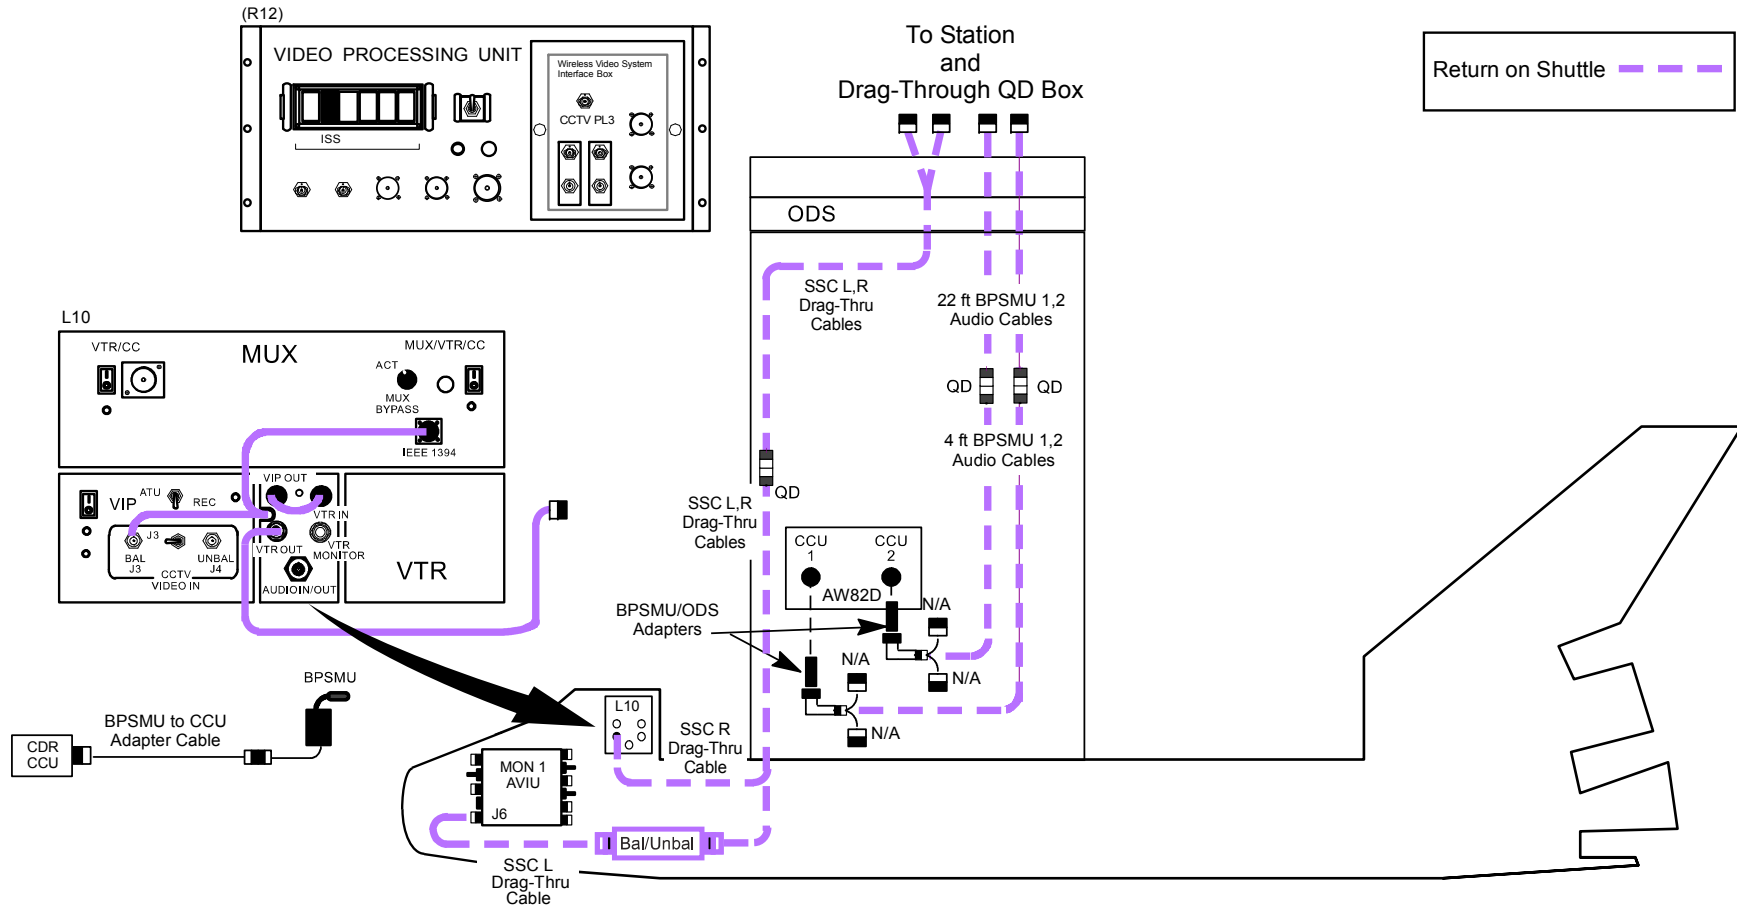 (R12)
VIDEO PROCESSING UNIT
ISS
Wireless Video System
Interface Box
CCTV PL3
To Station
and
Drag-Through QD Box
Return on Shuttle
ODS
SSC L,R
Drag-Thru
Cables
22 ft BPSMU 1,2
Audio Cables
QD
QD
4 ft BPSMU 1,2
Audio Cables
QD
SSC L,R
Drag-Thru
Cables
CCU
1
CCU
2
AW82D
BPSMU/ODS
Adapters
N/A
N/A
N/A
N/A
L10
MUX
VTR/CC
MUX/VTR/CC
ACT
MUX
BYPASS
IEEE 1394
VIP
ATU
REC
J3
BAL
J3
UNBAL
J4
CCTV
VIDEO IN
VIP OUT
VTR IN
VTR OUT
VTR
MONITOR
AUDIOIN/OUT
VTR
BPSMU
BPSMU to CCU
Adapter Cable
CDR
CCU
L10
SSC R
Drag-Thru
Cable
MON 1
AVIU
J6
Bal/Unbal
SSC L
Drag-Thru
Cable